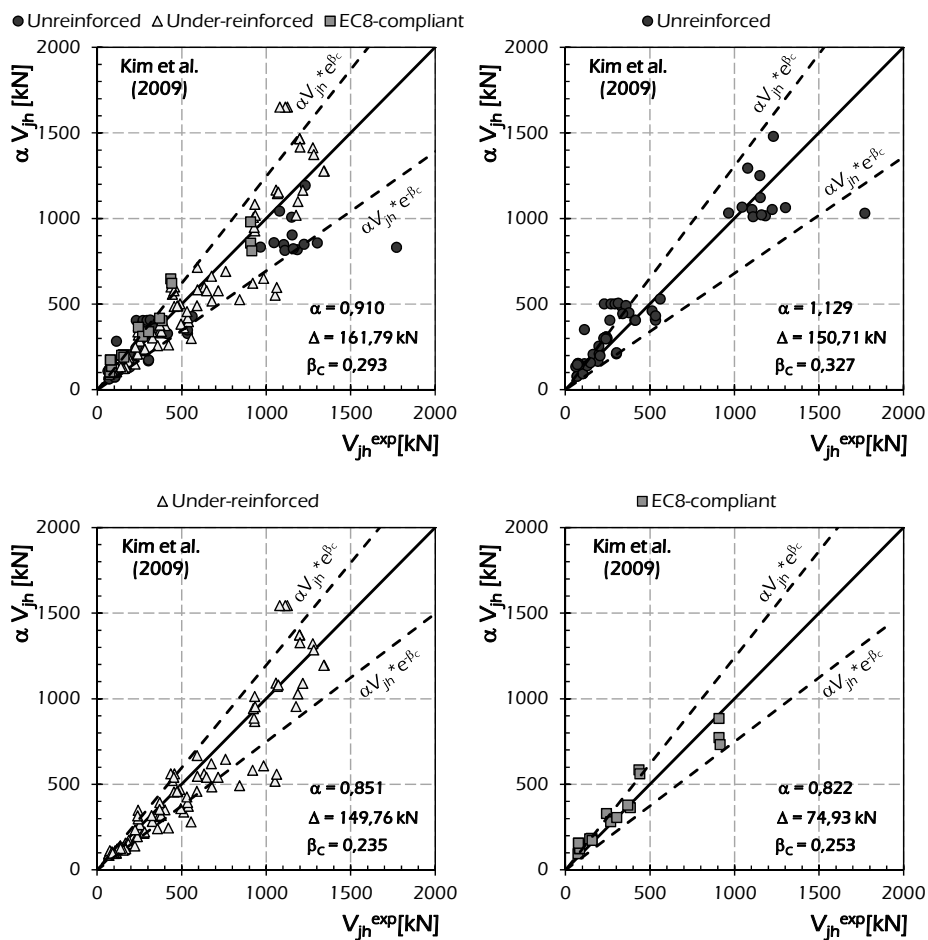 Unreinforced Under-reinforced EC8-compliant
α V_jh [kN]
2000
1500
1000
500
0
Kim et al.
(2009)
αV_jh*e^βc
αV_jh*e^-βc
α = 0,910
Δ = 161,79 kN
βc = 0,293
0 500 1000 1500 2000
V_jh^exp[kN]
Unreinforced
α V_jh [kN]
2000
1500
1000
500
0
Kim et al.
(2009)
αV_jh*e^βc
αV_jh*e^-βc
α = 1,129
Δ = 150,71 kN
βc = 0,327
0 500 1000 1500 2000
V_jh^exp[kN]
Under-reinforced
α V_jh [kN]
2000
1500
1000
500
0
Kim et al.
(2009)
αV_jh*e^βc
αV_jh*e^-βc
α = 0,851
Δ = 149,76 kN
βc = 0,235
0 500 1000 1500 2000
V_jh^exp[kN]
EC8-compliant
α V_jh [kN]
2000
1500
1000
500
0
Kim et al.
(2009)
αV_jh*e^βc
αV_jh*e^-βc
α = 0,822
Δ = 74,93 kN
βc = 0,253
0 500 1000 1500 2000
V_jh^exp[kN]